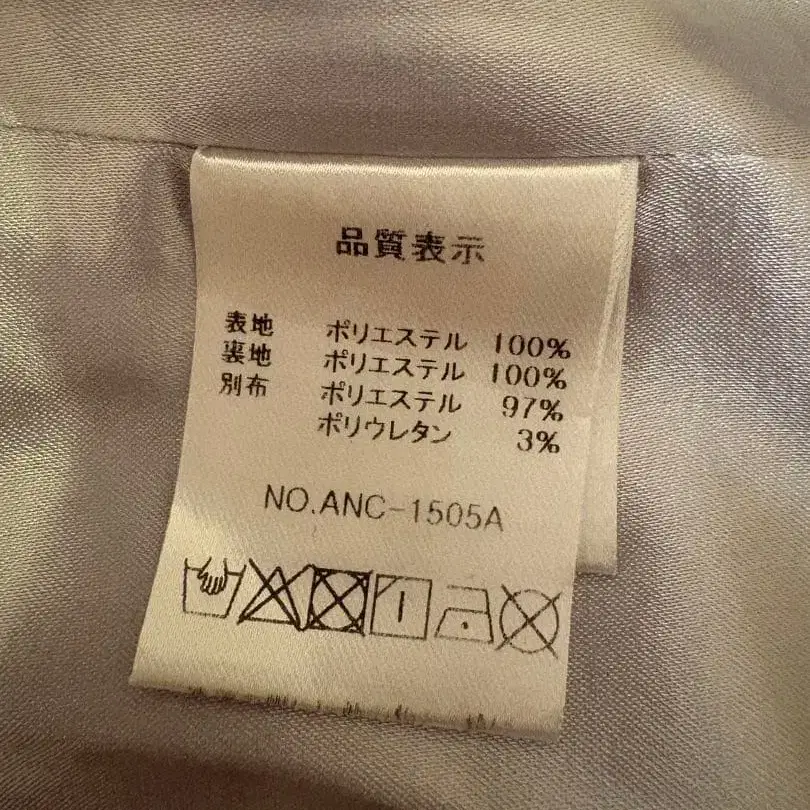 品質表示
表地 ポリエステル 100%
裏地 ポリエステル 100%
別布 ポリエステル 97%
ポリウレタン 3%
NO.ANC-1505A